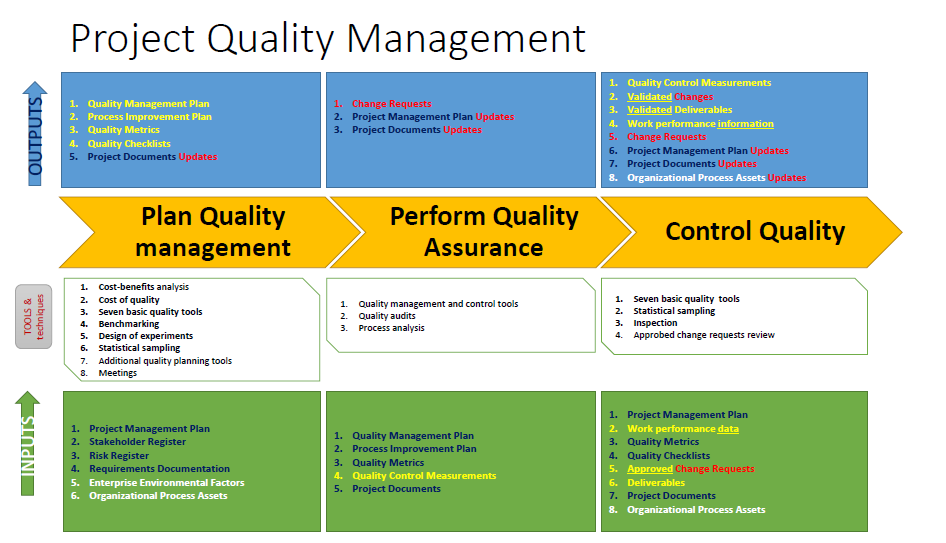 Project Quality Management
OUTPUTS
1. Quality Management Plan
2. Process Improvement Plan
3. Quality Metrics
4. Quality Checklists
5. Project Documents Updates
1. Change Requests
2. Project Management Plan Updates
3. Project Documents Updates
1. Quality Control Measurements
2. Validated Changes
3. Validated Deliverables
4. Work performance information
5. Change Requests
6. Project Management Plan Updates
7. Project Documents Updates
8. Organizational Process Assets Updates
Plan Quality
management
Perform Quality
Assurance
Control Quality
TOOLS &
techniques
1. Cost-benefits analysis
2. Cost of quality
3. Seven basic quality tools
4. Benchmarking
5. Design of experiments
6. Statistical sampling
7. Additional quality planning tools
8. Meetings
1. Quality management and control tools
2. Quality audits
3. Process analysis
1. Seven basic quality tools
2. Statistical sampling
3. Inspection
4. Approbed change requests review
INPUTS
1. Project Management Plan
2. Stakeholder Register
3. Risk Register
4. Requirements Documentation
5. Enterprise Environmental Factors
6. Organizational Process Assets
1. Quality Management Plan
2. Process Improvement Plan
3. Quality Metrics
4. Quality Control Measurements
5. Project Documents
1. Project Management Plan
2. Work performance data
3. Quality Metrics
4. Quality Checklists
5. Approved Change Requests
6. Deliverables
7. Project Documents
8. Organizational Process Assets